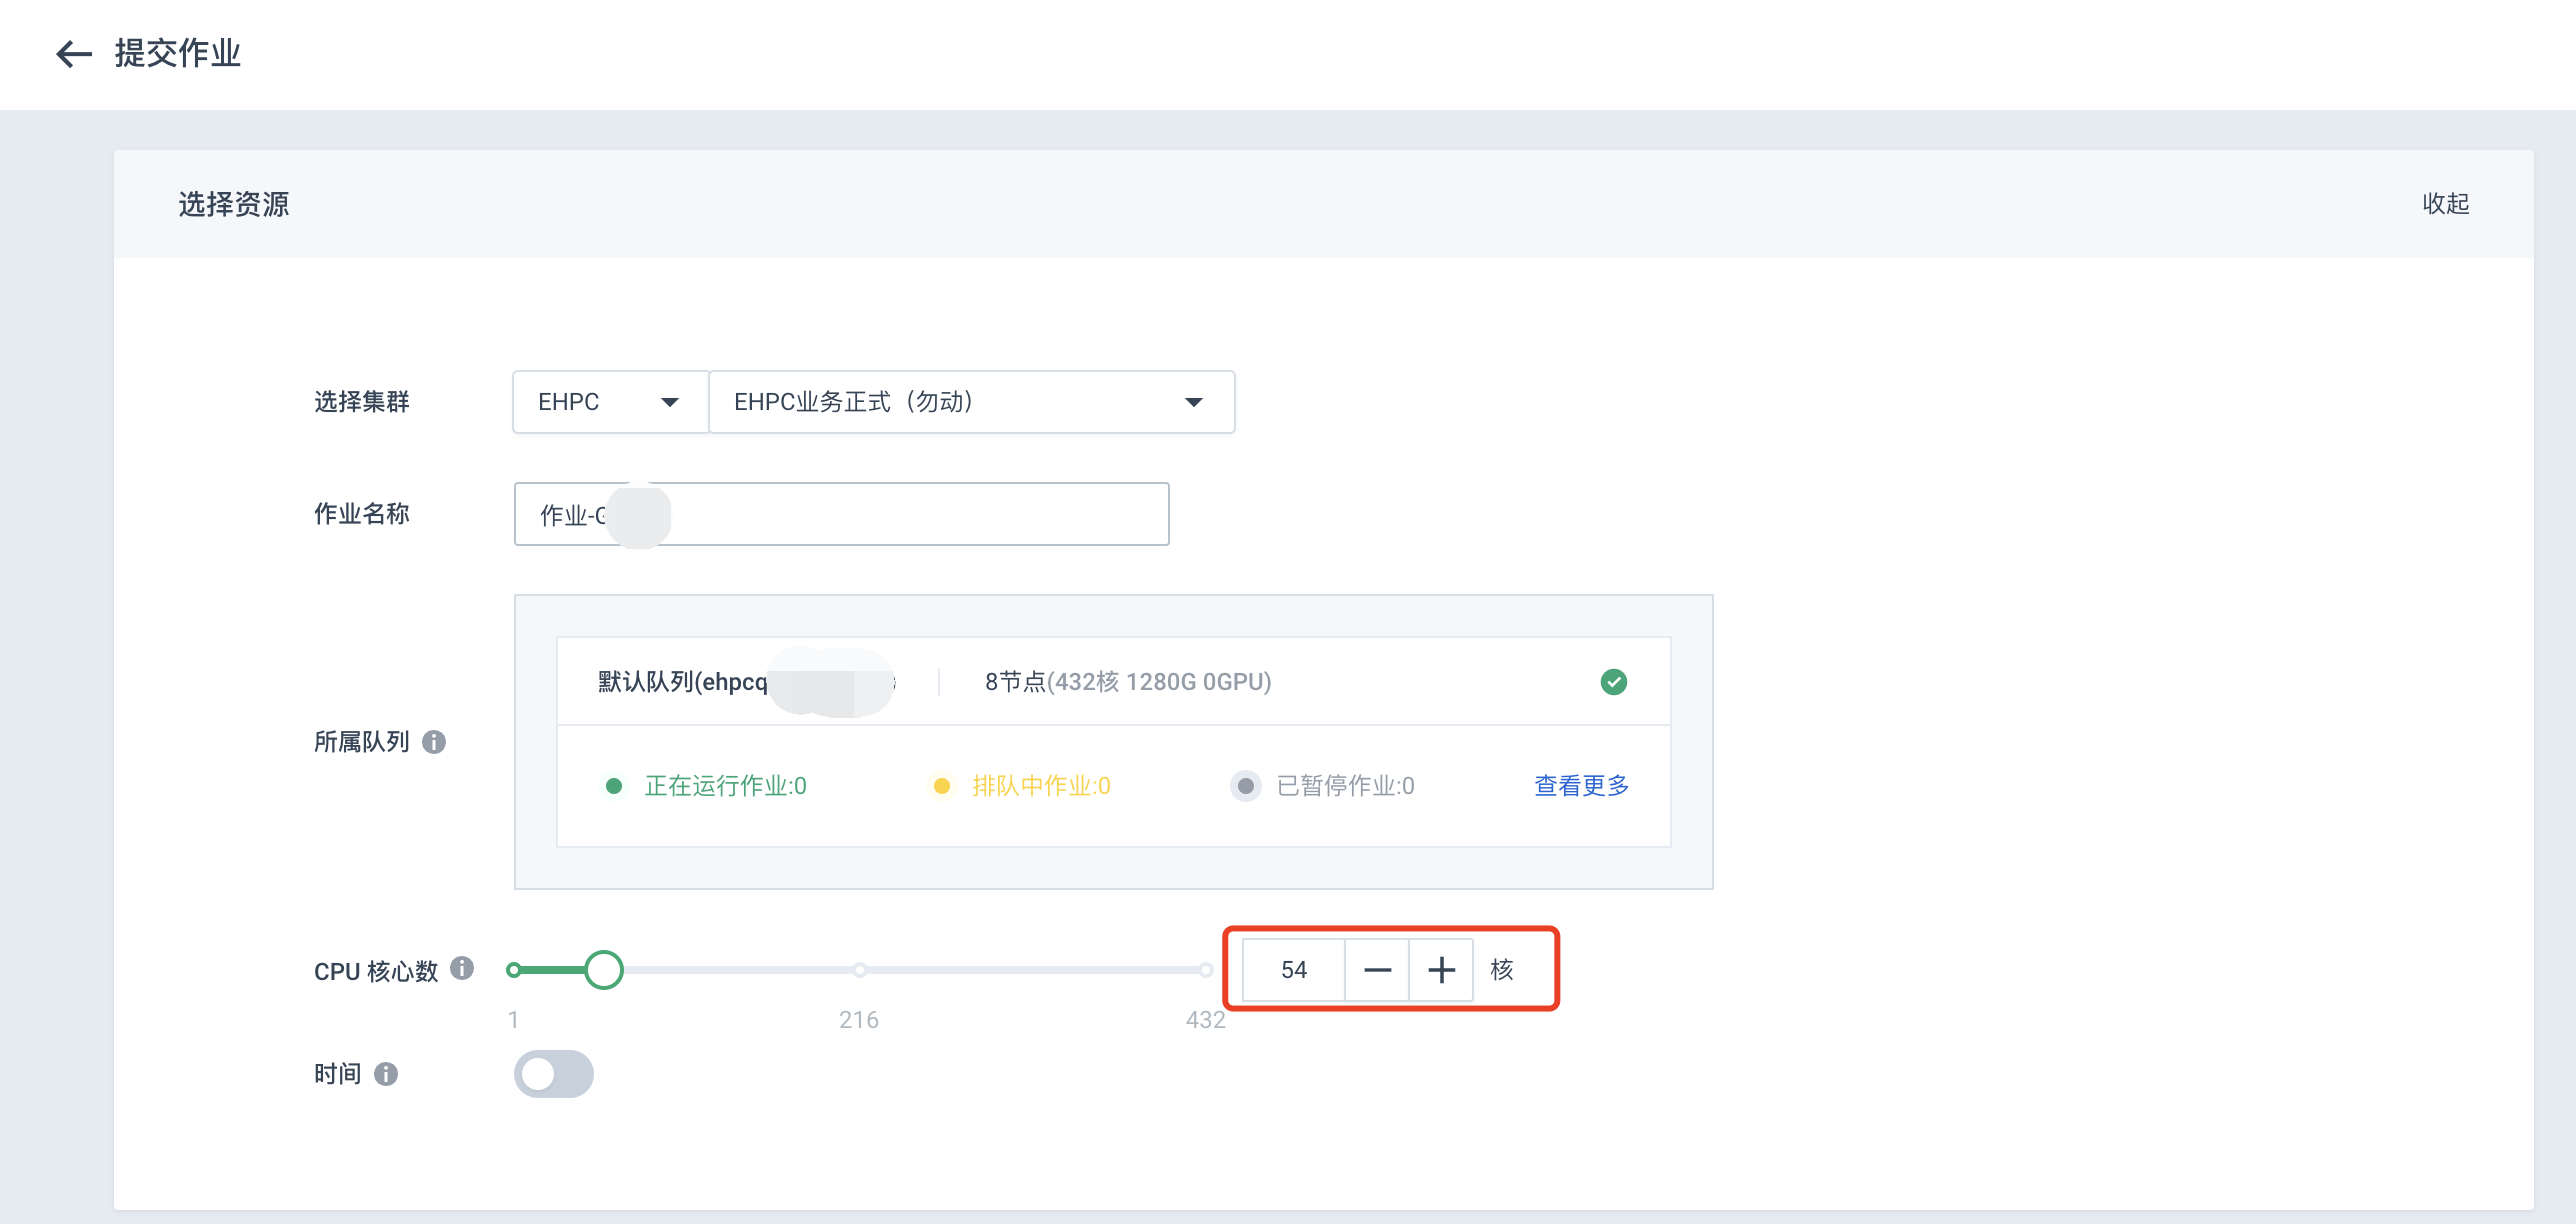 提交作业
选择资源 收起
选择集群 EHPC EHPC业务正式（勿动）
作业名称 作业-
默认队列(ehpcq 8节点(432核 1280G 0GPU)
所属队列
正在运行作业:0 排队中作业:0 已暂停作业:0 查看更多
CPU 核心数 54 核
1 216 432
时间